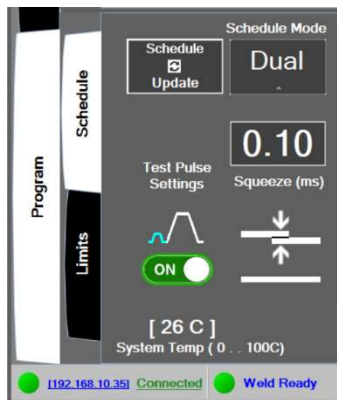 Schedule Mode
Schedule
Update
Dual
Schedule
0.10
Test Pulse
Settings
Squeeze (ms)
Program
Limits
ON
[ 26 C ]
System Temp ( 0 . . 100C)
[192.168.10.35] Connected Weld Ready